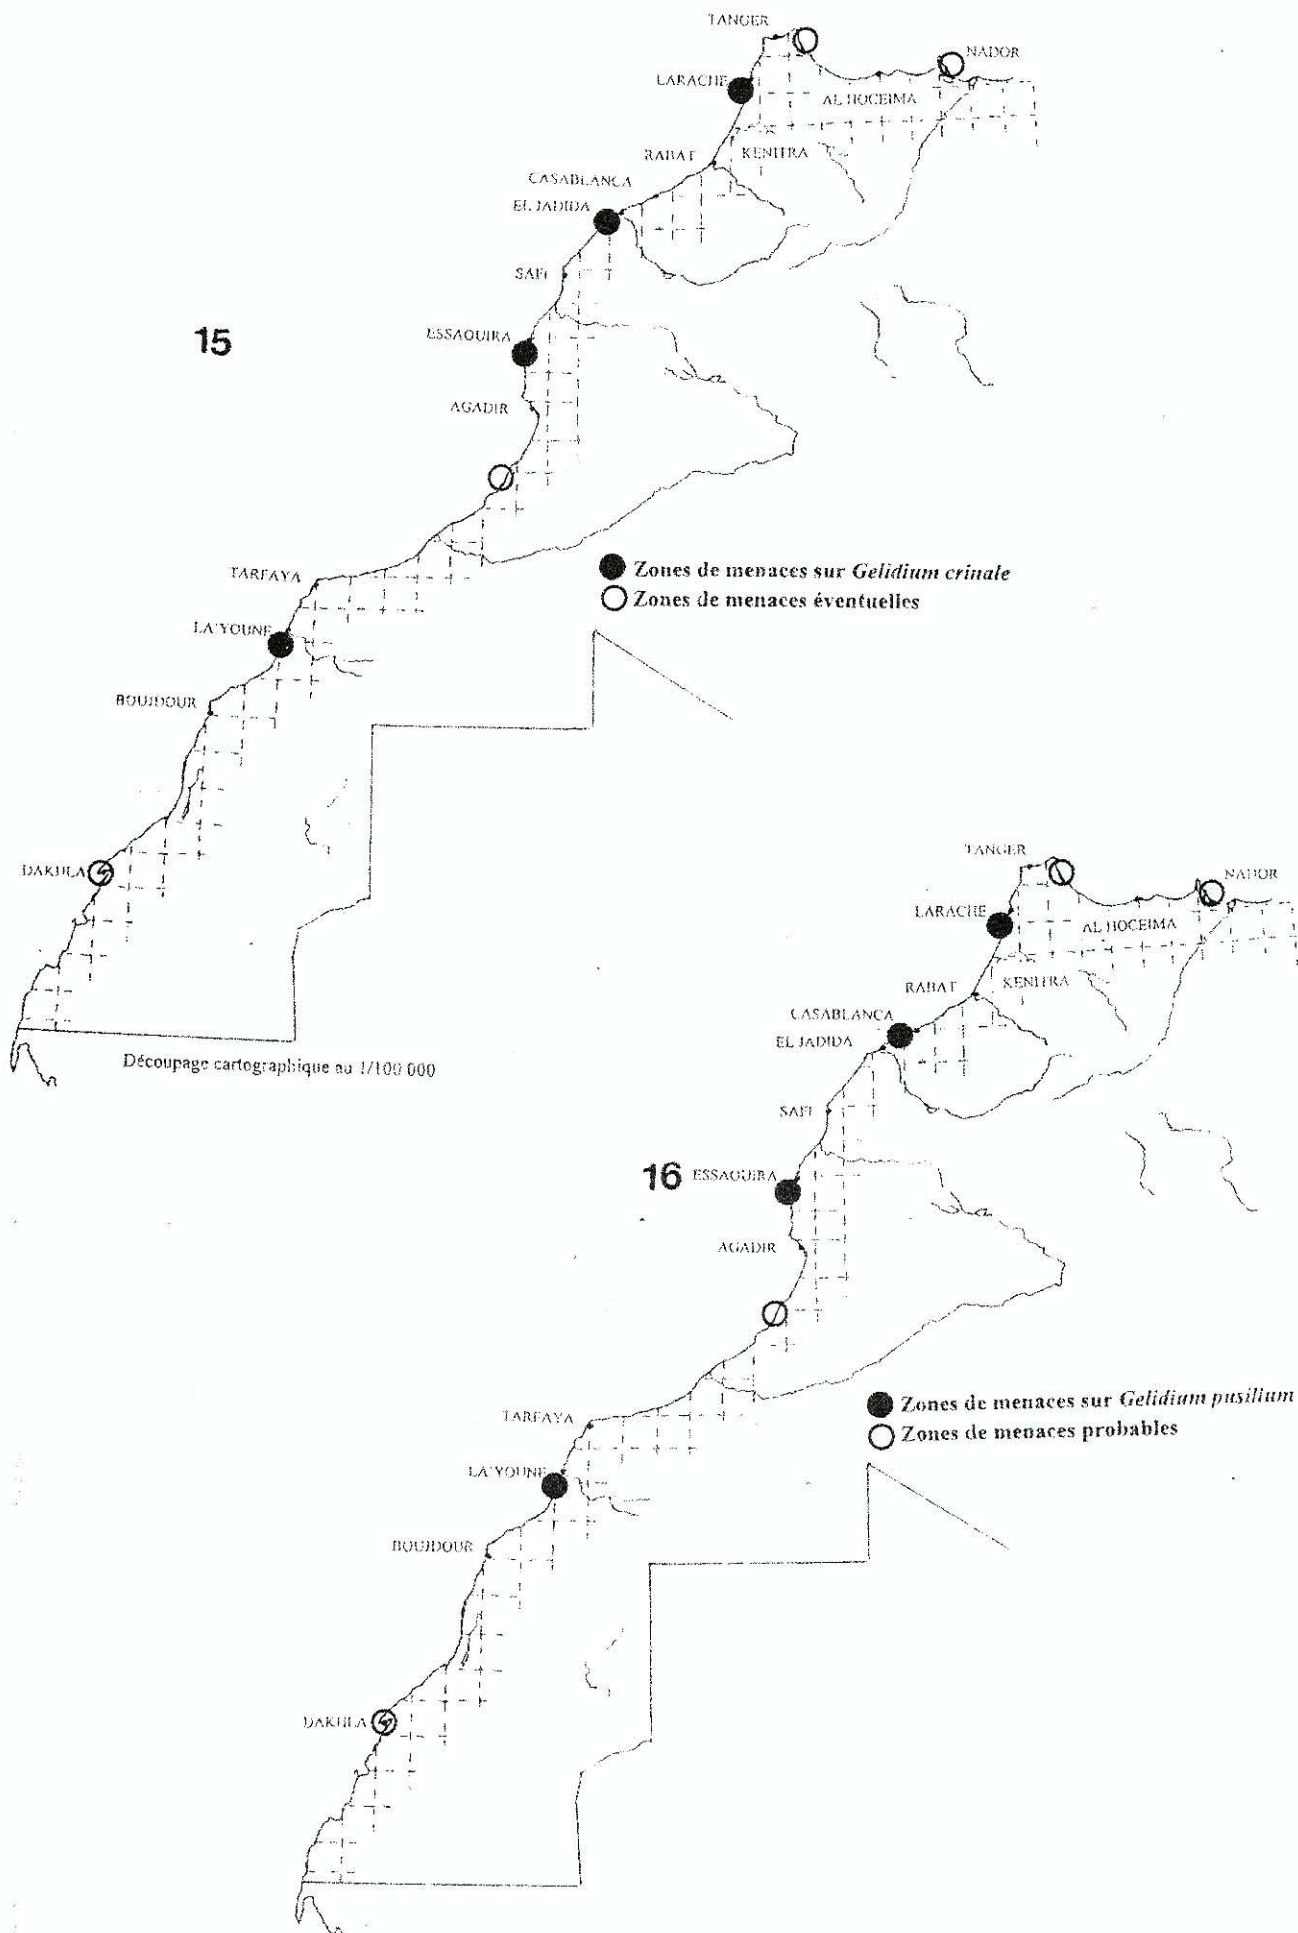 TANGER
NADOR
LARACHE
AL HOCEIMA
RABAT
KENITRA
CASABLANCA
EL JADIDA
SAFI
15
ESSAOUIRA
AGADIR
Zones de menaces sur Gelidium crinale
TARFAYA
Zones de menaces éventuelles
LA'YOUNE
BOUJDOUR
DAKHLA
Découpage cartographique au 1/100 000
TANGER
NADOR
LARACHE
AL HOCEIMA
RABAT
KENITRA
CASABLANCA
EL JADIDA
SAFI
16
ESSAOUIRA
AGADIR
Zones de menaces sur Gelidium pusilium
TARFAYA
Zones de menaces probables
LA'YOUNE
BOUJDOUR
DAKHLA